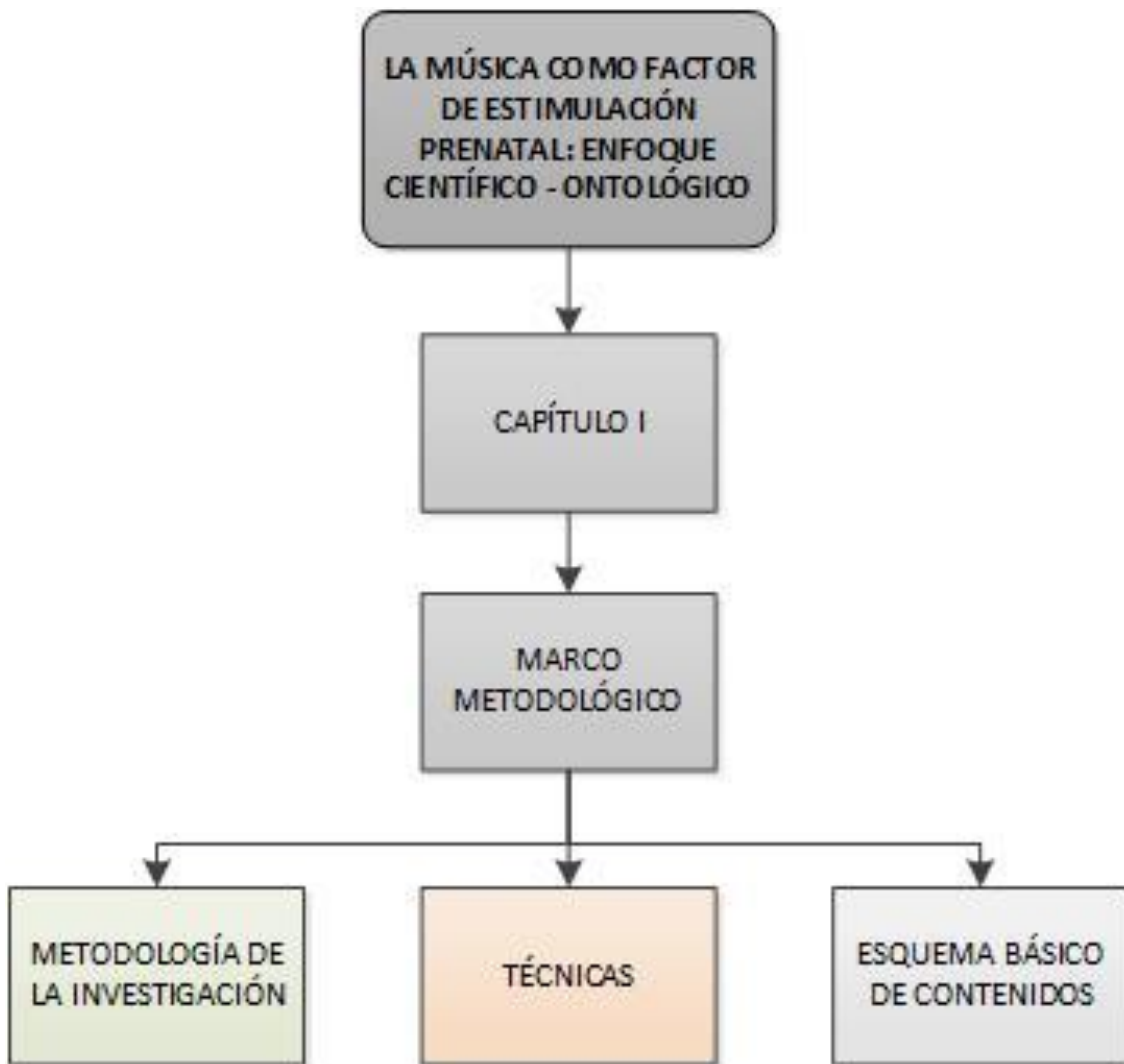 LA MÚSICA COMO FACTOR
DE ESTIMULACIÓN
PRENATAL: ENFOQUE
CIENTÍFICO - ONTOLÓGICO
CAPÍTULO I
MARCO
METODOLÓGICO
METODOLOGÍA DE
LA INVESTIGACIÓN
TÉCNICAS
ESQUEMA BÁSICO
DE CONTENIDOS